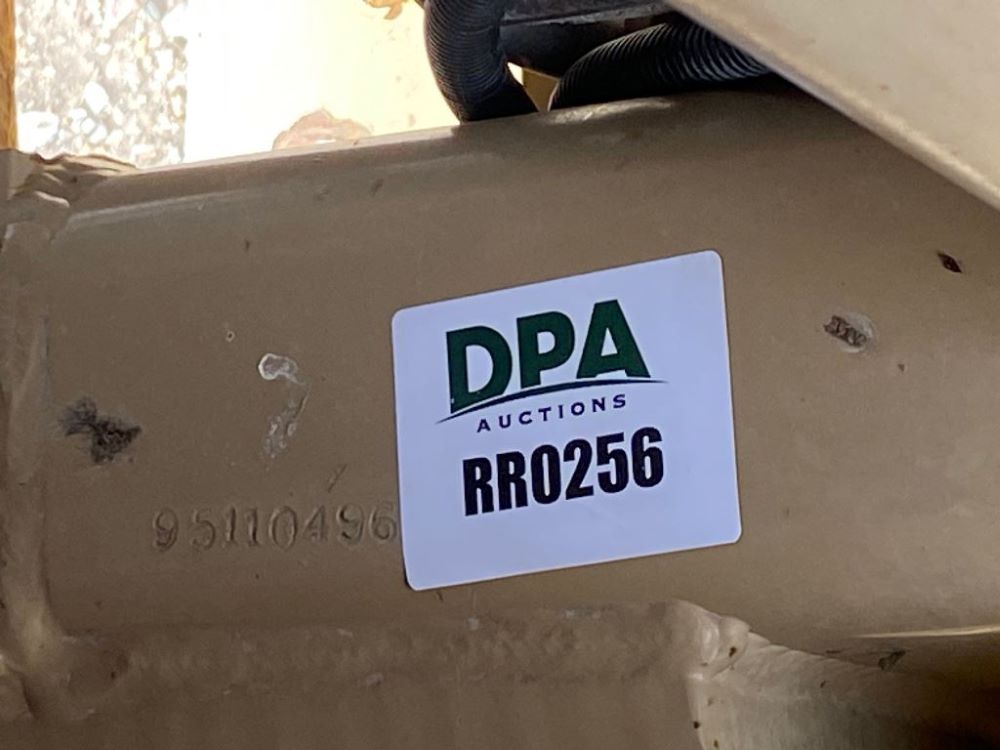 DPA
AUCTIONS
RR0256
95110496